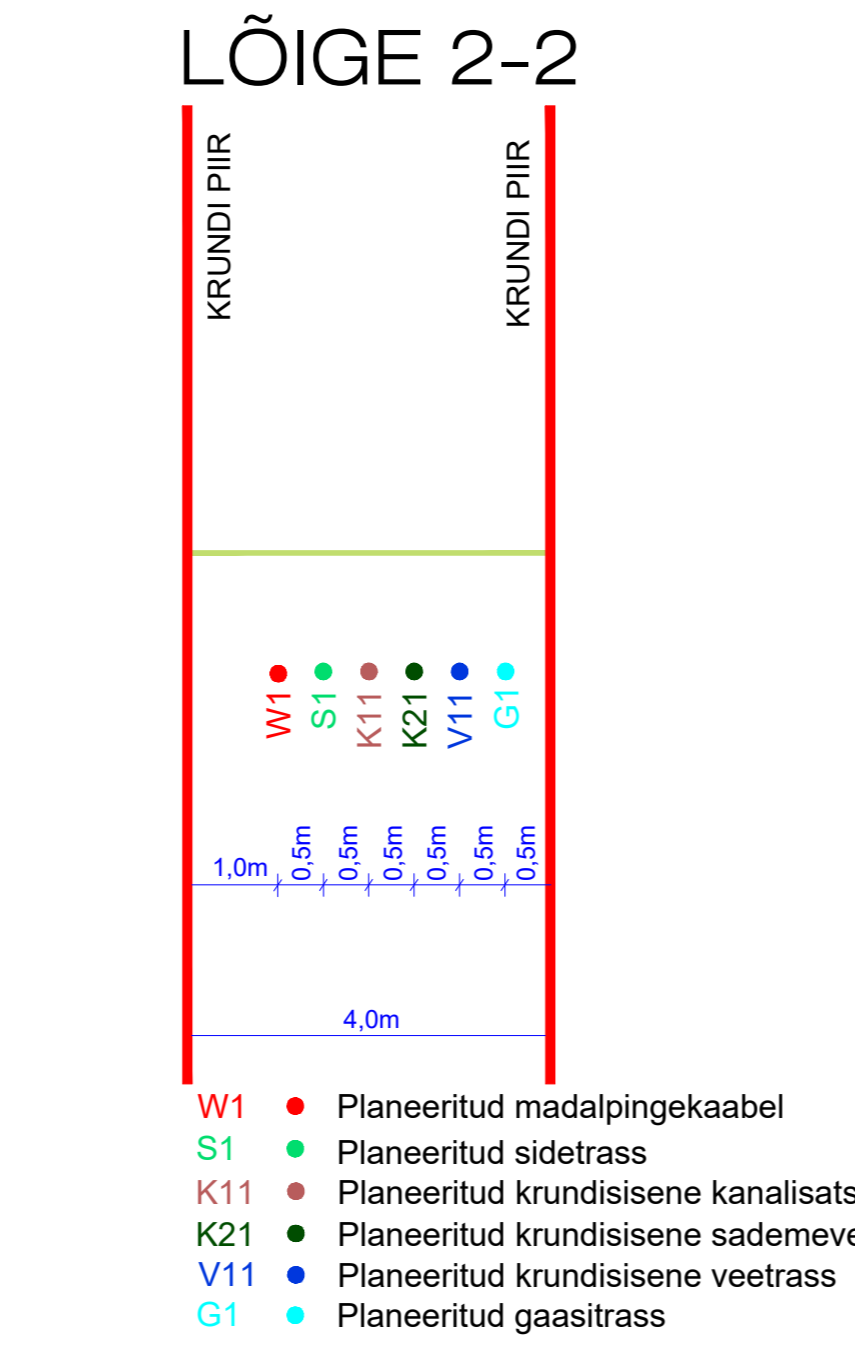 LÕIGE 2-2
KRUNDI PIIR
KRUNDI PIIR
W1
S1
K11
K21
V11
G1
1,0m
0,5m
0,5m
0,5m
0,5m
0,5m
0,5m
4,0m
W1 Planeeritud madalpingekaabel
S1 Planeeritud sidetrass
K11 Planeeritud krundisisene kanalisats
K21 Planeeritud krundisisene sademeve
V11 Planeeritud krundisisene veetrass
G1 Planeeritud gaasitrass